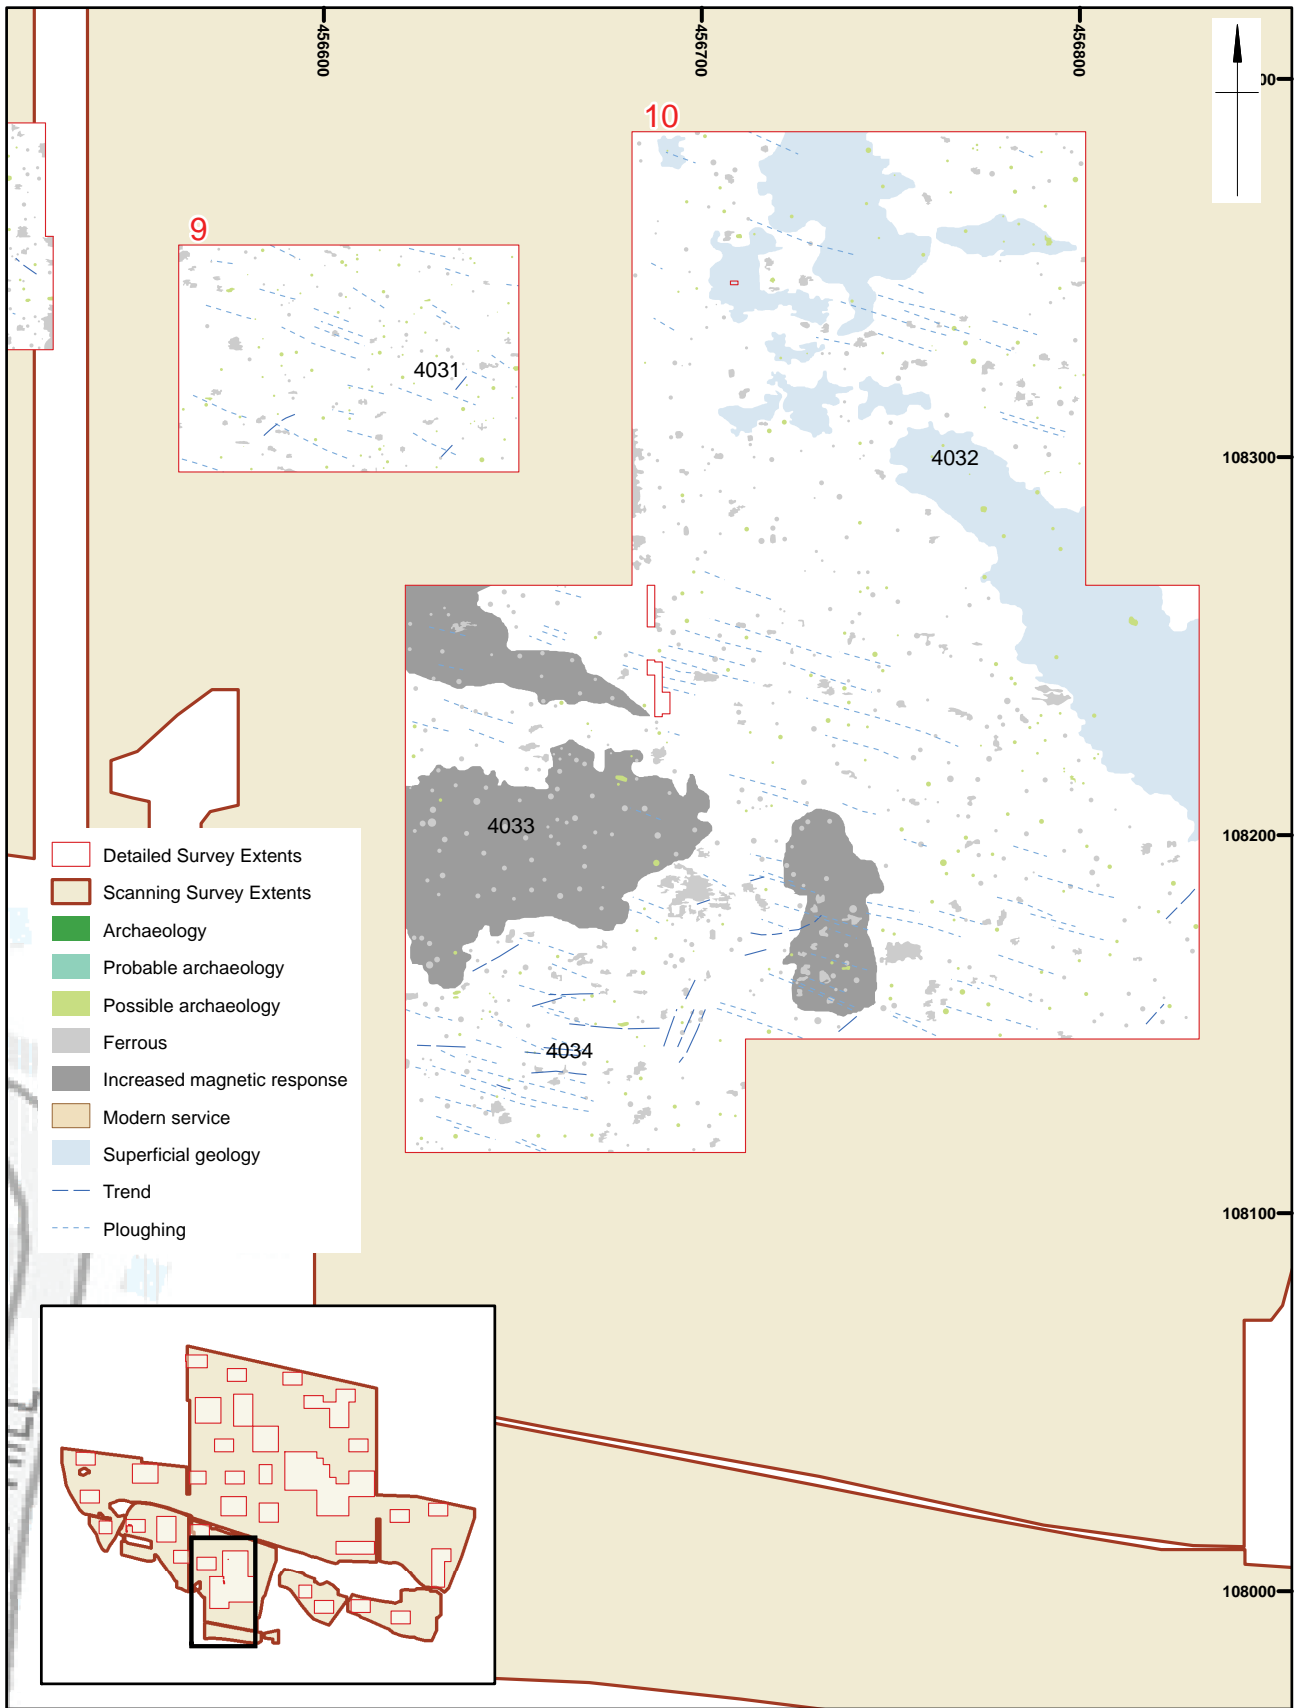 456600
456700
456800
00
10
9
4031
108300
4032
4033
108200
4034
Detailed Survey Extents
Scanning Survey Extents
Archaeology
Probable archaeology
Possible archaeology
Ferrous
Increased magnetic response
Modern service
Superficial geology
Trend
Ploughing
108100
108000